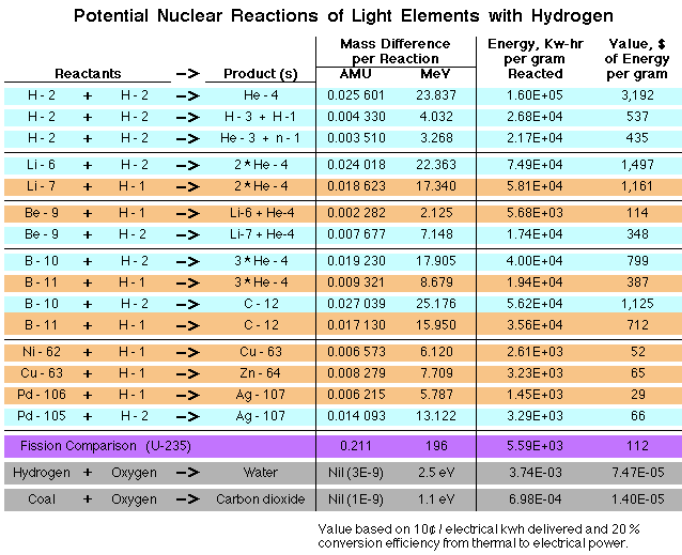 Potential Nuclear Reactions of Light Elements with Hydrogen
Mass Difference per Reaction Energy, Kw-hr per gram Reacted Value, $ of Energy per gram
Reactants –> Product (s) AMU MeV
H - 2 + H - 2 –> He - 4 0.025 601 23.837 1.60E+05 3,192
H - 2 + H - 2 –> H - 3 + H -1 0.004 330 4.032 2.68E+04 537
H - 2 + H - 2 –> He - 3 + n - 1 0.003 510 3.268 2.17E+04 435
Li - 6 + H - 2 –> 2 * He - 4 0.024 018 22.363 7.49E+04 1,497
Li - 7 + H - 1 –> 2 * He - 4 0.018 623 17.340 5.81E+04 1,161
Be - 9 + H - 1 –> Li-6 + He-4 0.002 282 2.125 5.68E+03 114
Be - 9 + H - 2 –> Li-7 + He-4 0.007 677 7.148 1.74E+04 348
B - 10 + H - 2 –> 3 * He - 4 0.019 230 17.905 4.00E+04 799
B - 11 + H - 1 –> 3 * He - 4 0.009 321 8.679 1.94E+04 387
B - 10 + H - 2 –> C - 12 0.027 039 25.176 5.62E+04 1,125
B - 11 + H - 1 –> C - 12 0.017 130 15.950 3.56E+04 712
Ni - 62 + H - 1 –> Cu - 63 0.006 573 6.120 2.61E+03 52
Cu - 63 + H - 1 –> Zn - 64 0.008 279 7.709 3.23E+03 65
Pd - 106 + H - 1 –> Ag - 107 0.006 215 5.787 1.45E+03 29
Pd - 105 + H - 2 –> Ag - 107 0.014 093 13.122 3.29E+03 66
Fission Comparison (U-235) 0.211 196 5.59E+03 112
Hydrogen + Oxygen –> Water Nil (3E-9) 2.5 eV 3.74E-03 7.47E-05
Coal + Oxygen –> Carbon dioxide Nil (1E-9) 1.1 eV 6.98E-04 1.40E-05
Value based on 10¢ / electrical kwh delivered and 20 %
conversion efficiency from thermal to electrical power.